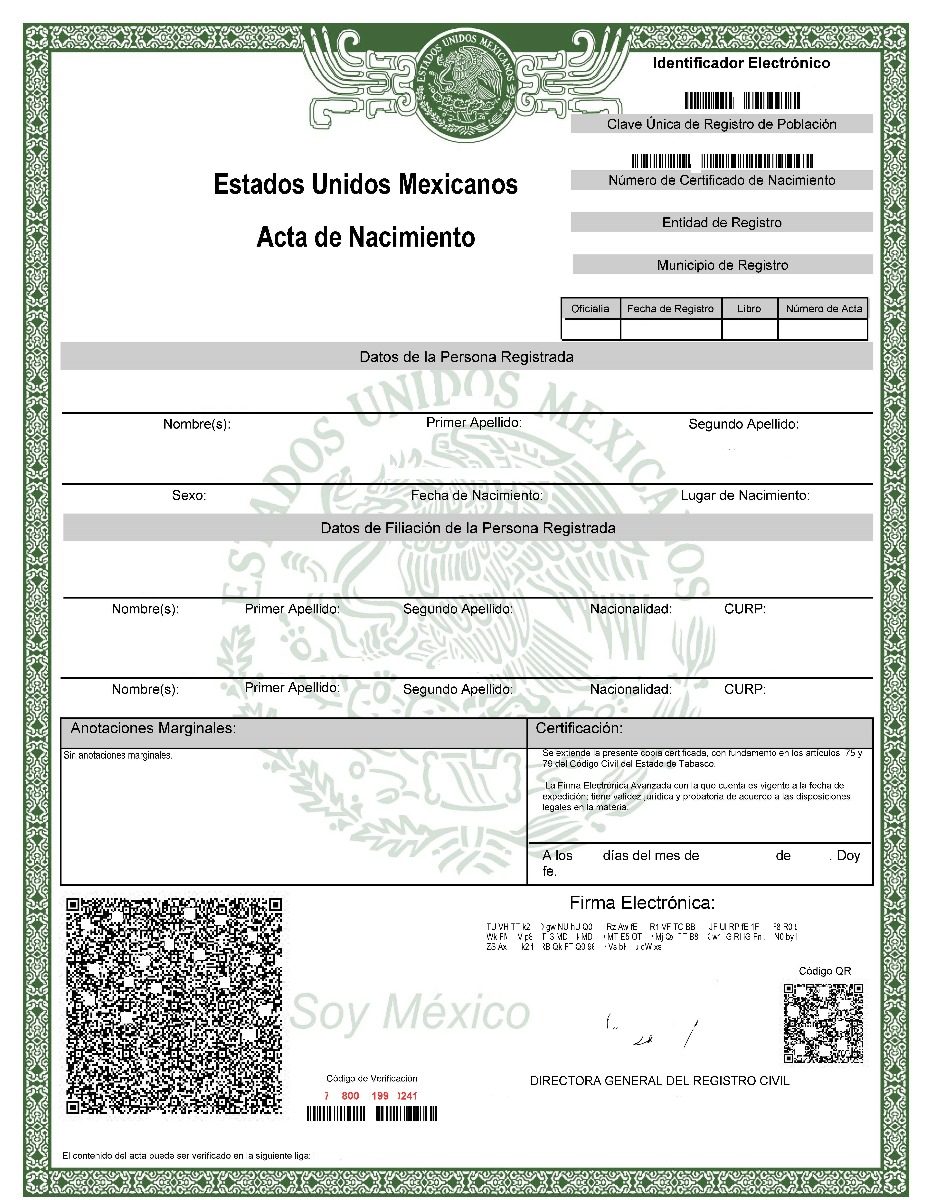 ESTADOS UNIDOS MEXICANOS
Identificador Electrónico
Clave Única de Registro de Población
Número de Certificado de Nacimiento
Entidad de Registro
Municipio de Registro
Estados Unidos Mexicanos
Acta de Nacimiento
Oficialia Fecha de Registro Libro Número de Acta
Datos de la Persona Registrada
ESTADOS UNIDOS MEXICANOS
Nombre(s): Primer Apellido: Segundo Apellido:
Sexo: Fecha de Nacimiento: Lugar de Nacimiento:
Datos de Filiación de la Persona Registrada
Nombre(s): Primer Apellido: Segundo Apellido: Nacionalidad: CURP:
Nombre(s): Primer Apellido: Segundo Apellido: Nacionalidad: CURP:
Anotaciones Marginales:
Sin anotaciones marginales.
Certificación:
Se extiende la presente copia certificada, con fundamento en los artículos 75 y
79 del Código Civil del Estado de Tabasco.
La Firma Electrónica Avanzada con la que cuenta es vigente a la fecha de
expedición; tiene validez jurídica y probatoria de acuerdo a las disposiciones
legales en la materia.
A los días del mes de de . Doy
fe.
Firma Electrónica:
Código QR
Soy México
DIRECTORA GENERAL DEL REGISTRO CIVIL
Código de Verificación
800 199 241
El contenido del acta puede ser verificado en la siguiente liga: